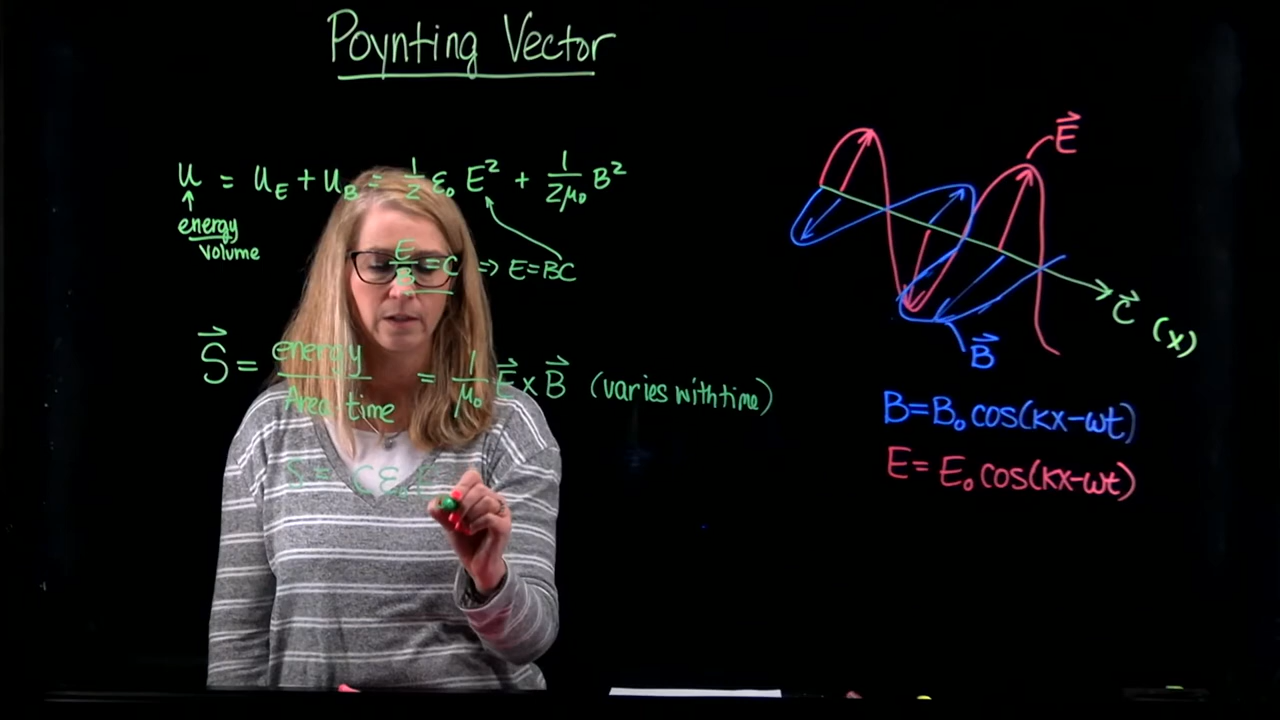 Poynting Vector
u = u_E + u_B = 1/2 ε₀ E² + 1/(2μ₀) B²
energy
Volume
E/B = C ⇒ E=BC
S⃗ = energy/(Area time) = 1/μ₀ E⃗ x B⃗ (varies with time)
S = Cε₀E
E⃗
C⃗ (x)
B⃗
B=B₀ cos(kx-ωt)
E= E₀ cos(kx-ωt)